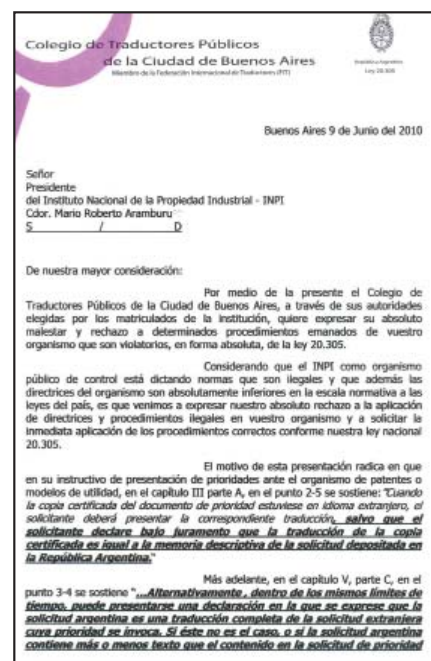 Colegio de Traductores Públicos
de la Ciudad de Buenos Aires
Miembro de la Federación Internacional de Traductores (FIT)
República Argentina
Ley 20.305
Buenos Aires 9 de Junio del 2010
Señor
Presidente
del Instituto Nacional de la Propiedad Industrial - INPI
Cdor. Mario Roberto Aramburu
S / D
De nuestra mayor consideración:
Por medio de la presente el Colegio de
Traductores Públicos de la Ciudad de Buenos Aires, a través de sus autoridades
elegidas por los matriculados de la institución, quiere expresar su absoluto
malestar y rechazo a determinados procedimientos emanados de vuestro
organismo que son violatorios, en forma absoluta, de la ley 20.305.
Considerando que el INPI como organismo
público de control está dictando normas que son ilegales y que además las
directrices del organismo son absolutamente inferiores en la escala normativa a las
leyes del país, es que venimos a expresar nuestro absoluto rechazo a la aplicación
de directrices y procedimientos ilegales en vuestro organismo y a solicitar la
inmediata aplicación de los procedimientos correctos conforme nuestra ley nacional
20.305.
El motivo de esta presentación radica en que
en su instructivo de presentación de prioridades ante el organismo de patentes o
modelos de utilidad, en el capítulo III parte A, en el punto 2-5 se sostiene: "Cuando
la copia certificada del documento de prioridad estuviese en idioma extranjero, el
solicitante deberá presentar la correspondiente traducción, salvo que el
solicitante declare bajo juramento que la traducción de la copia
certificada es igual a la memoria descriptiva de la solicitud depositada en
la República Argentina."
Más adelante, en el capítulo V, parte C, en el
punto 3-4 se sostiene "...Alternativamente, dentro de los mismos límites de
tiempo, puede presentarse una declaración en la que se exprese que la
solicitud argentina es una traducción completa de la solicitud extranjera
cuya prioridad se invoca. Si éste no es el caso, o si la solicitud argentina
contiene más o menos texto que el contenido en la solicitud de prioridad